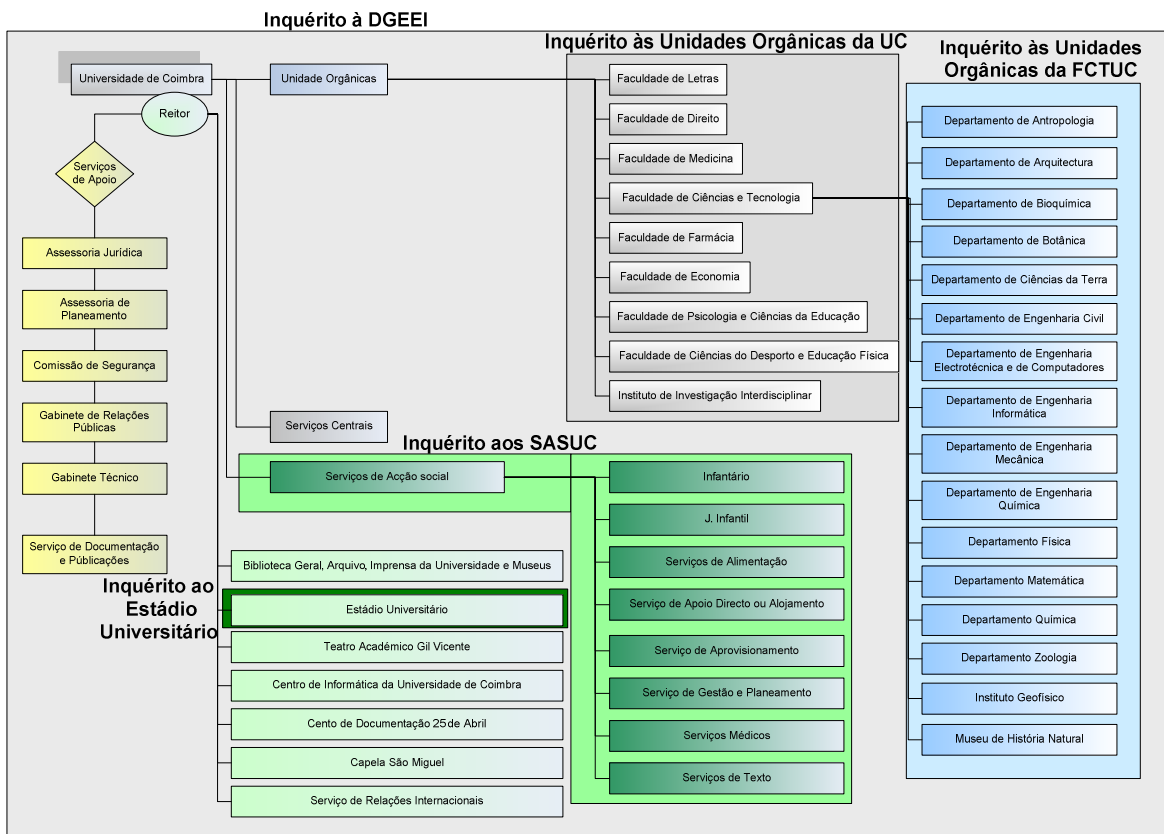 Inquérito à DGEEI
Universidade de Coimbra
Reitor
Serviços
de Apoio
Assessoria Jurídica
Assessoria de
Planeamento
Comissão de Segurança
Gabinete de Relações
Públicas
Gabinete Técnico
Serviço de Documentação
e Públicações
Unidade Orgânicas
Serviços Centrais
Inquérito às Unidades Orgânicas da UC
Faculdade de Letras
Faculdade de Direito
Faculdade de Medicina
Faculdade de Ciências e Tecnologia
Faculdade de Farmácia
Faculdade de Economia
Faculdade de Psicologia e Ciências da Educação
Faculdade de Ciências do Desporto e Educação Física
Instituto de Investigação Interdisciplinar
Inquérito às Unidades
Orgânicas da FCTUC
Departamento de Antropologia
Departamento de Arquitectura
Departamento de Bioquímica
Departamento de Botânica
Departamento de Ciências da Terra
Departamento de Engenharia Civil
Departamento de Engenharia
Electrotécnica e de Computadores
Departamento de Engenharia
Informática
Departamento de Engenharia
Mecânica
Departamento de Engenharia
Química
Departamento Física
Departamento Matemática
Departamento Química
Departamento Zoologia
Instituto Geofísico
Museu de História Natural
Inquérito aos SASUC
Serviços de Acção social
Infantário
J. Infantil
Serviços de Alimentação
Serviço de Apoio Directo ou Alojamento
Serviço de Aprovisionamento
Serviço de Gestão e Planeamento
Serviços Médicos
Serviços de Texto
Inquérito ao
Estádio
Universitário
Biblioteca Geral, Arquivo, Imprensa da Universidade e Museus
Estádio Universitário
Teatro Académico Gil Vicente
Centro de Informática da Universidade de Coimbra
Cento de Documentação 25 de Abril
Capela São Miguel
Serviço de Relações Internacionais